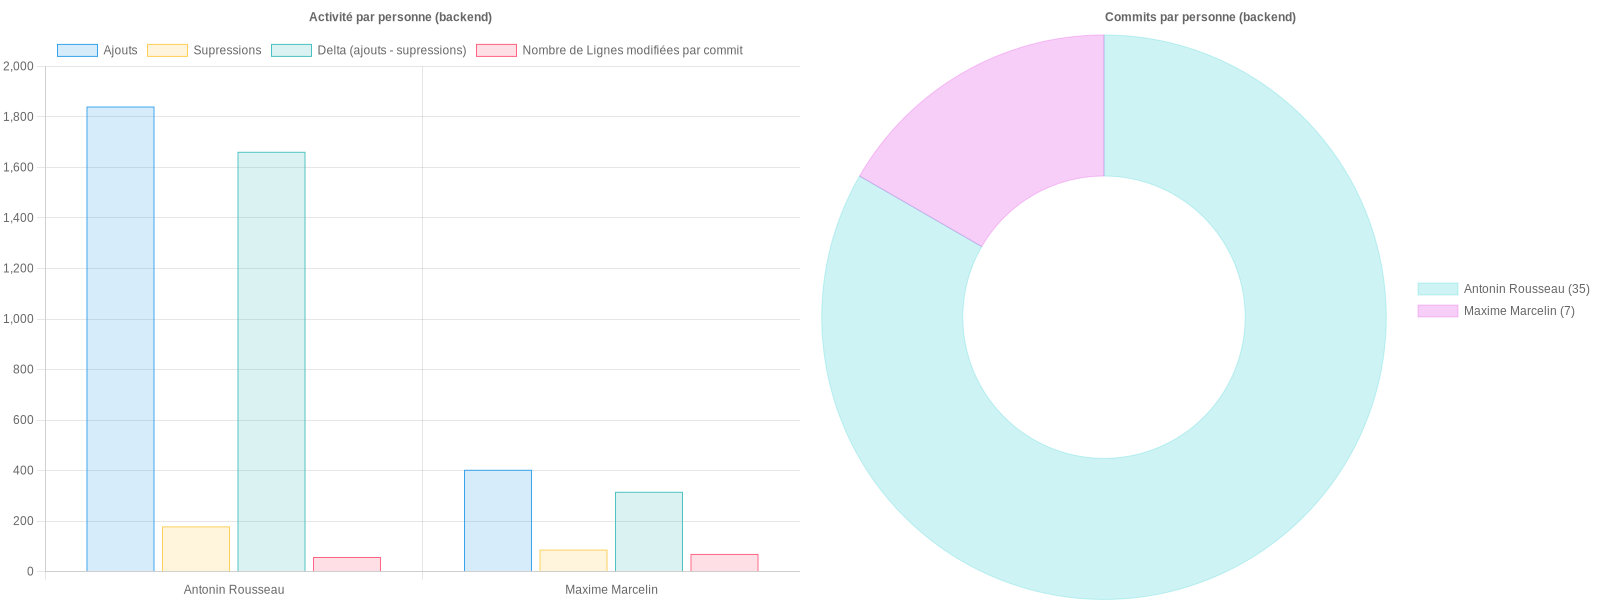 Activité par personne (backend)
Ajouts
Supressions
Delta (ajouts - supressions)
Nombre de Lignes modifiées par commit
2,000
1,800
1,600
1,400
1,200
1,000
800
600
400
200
0
Antonin Rousseau
Maxime Marcelin
Commits par personne (backend)
Antonin Rousseau (35)
Maxime Marcelin (7)